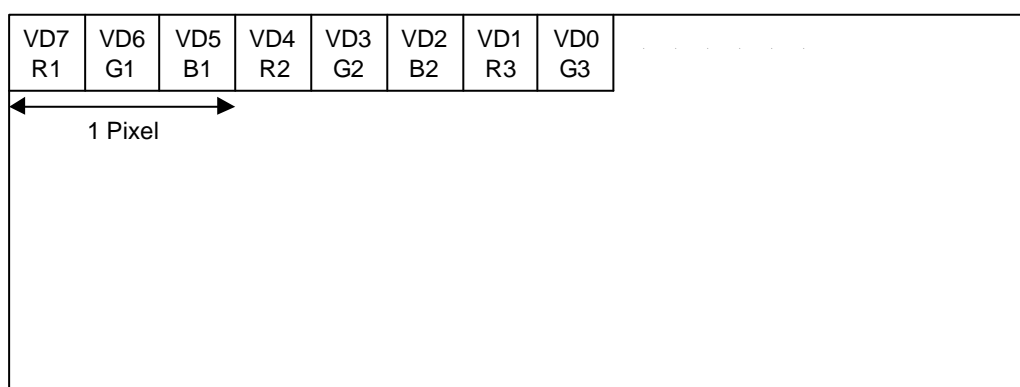 VD7 VD6 VD5 VD4 VD3 VD2 VD1 VD0
R1 G1 B1 R2 G2 B2 R3 G3
1 Pixel